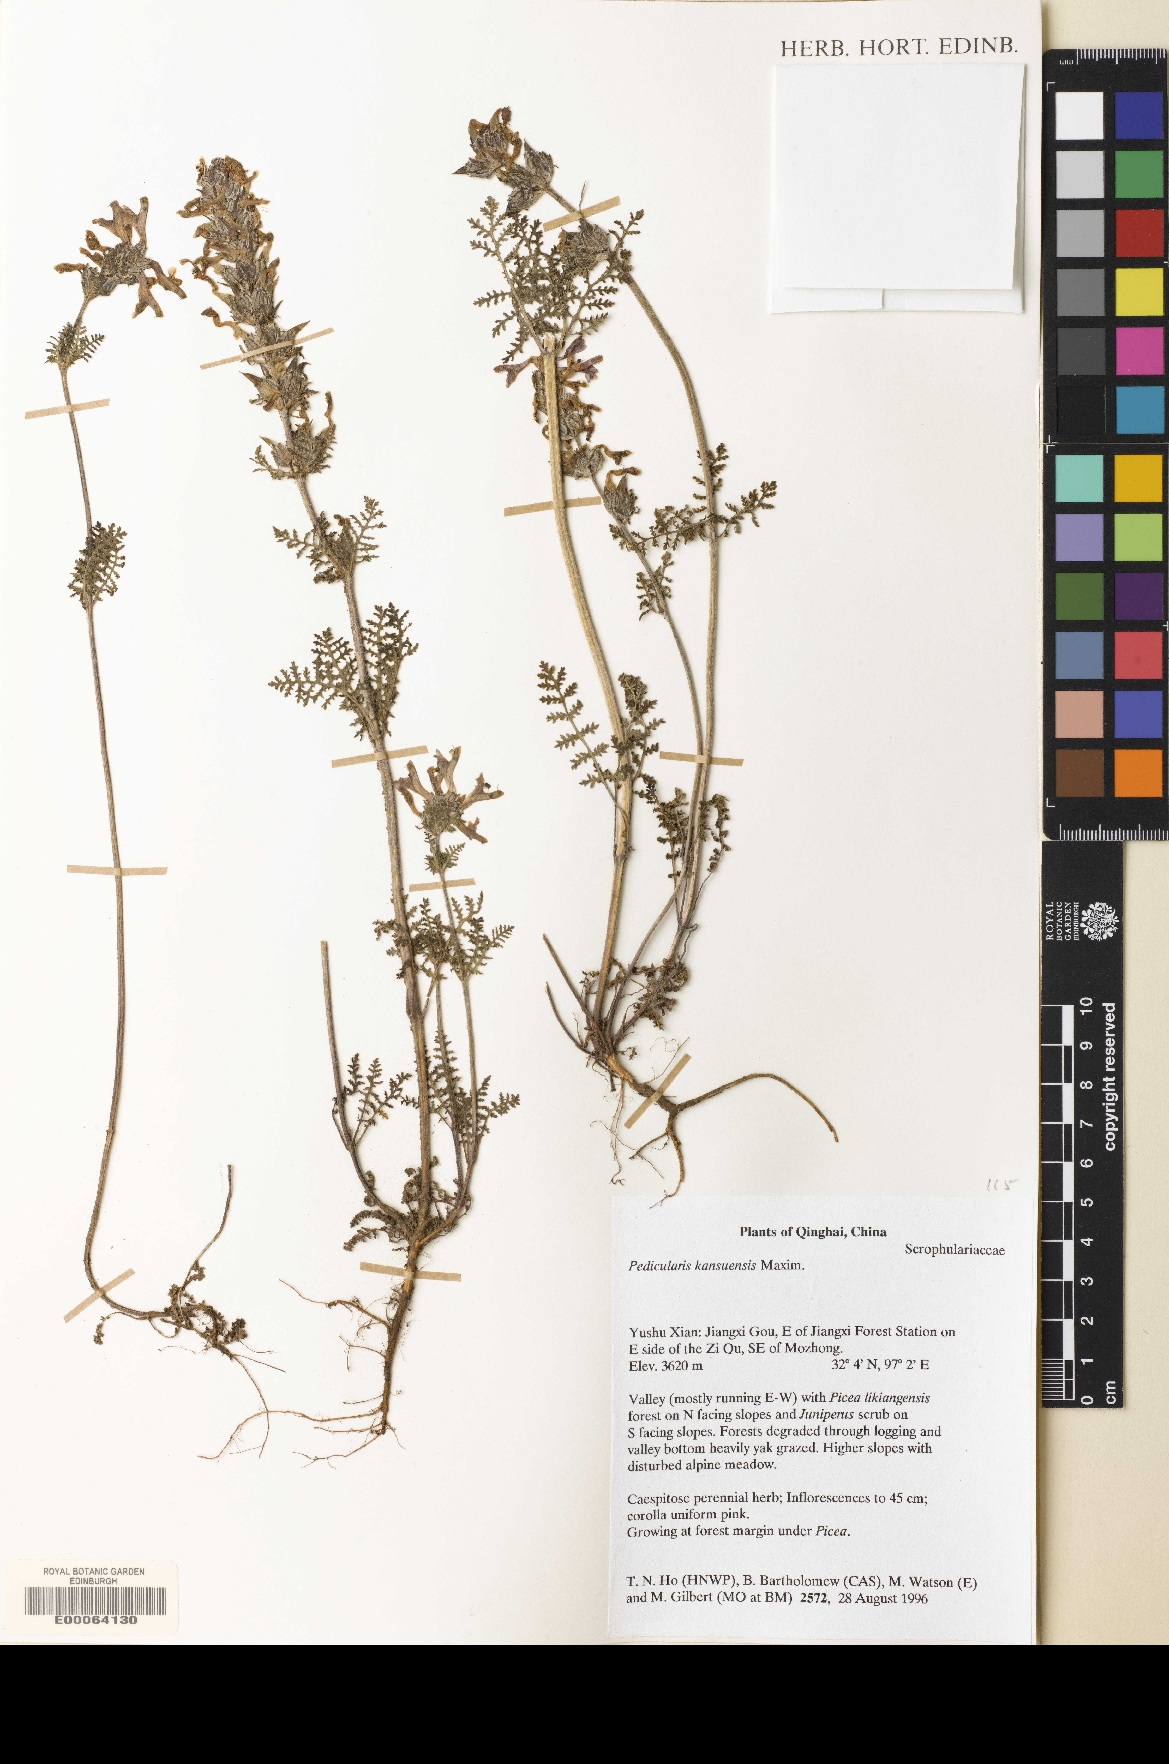 HERB. HORT. EDINB.
ROYAL
BOTANIC
GARDEN
EDINBURGH
0 1 2 3 4 5 6 7 8 9 10
cm
copyright reserved
115
Plants of Qinghai, China
Scrophulariaceae
Pedicularis kansuensis Maxim.
Yushu Xian: Jiangxi Gou, E of Jiangxi Forest Station on
E side of the Zi Qu, SE of Mozhong.
Elev. 3620 m 32° 4' N, 97° 2' E
Valley (mostly running E-W) with Picea likiangensis
forest on N facing slopes and Juniperus scrub on
S facing slopes. Forests degraded through logging and
valley bottom heavily yak grazed. Higher slopes with
disturbed alpine meadow.
Caespitose perennial herb; Inflorescences to 45 cm;
corolla uniform pink.
Growing at forest margin under Picea.
T. N. Ho (HNWP), B. Bartholomew (CAS), M. Watson (E)
and M. Gilbert (MO at BM) 2572, 28 August 1996
ROYAL BOTANIC GARDEN
EDINBURGH
E00064130